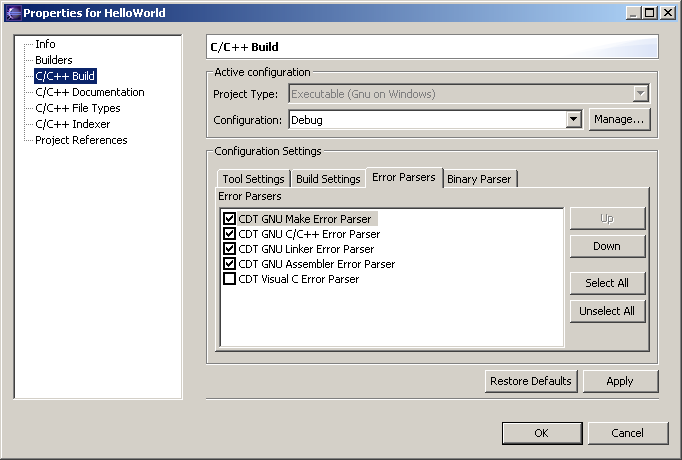 Properties for HelloWorld
Info
Builders
C/C++ Build
C/C++ Documentation
C/C++ File Types
C/C++ Indexer
Project References
C/C++ Build
Active configuration
Project Type: Executable (Gnu on Windows)
Configuration: Debug Manage...
Configuration Settings
Tool Settings Build Settings Error Parsers Binary Parser
Error Parsers
CDT GNU Make Error Parser
CDT GNU C/C++ Error Parser
CDT GNU Linker Error Parser
CDT GNU Assembler Error Parser
CDT Visual C Error Parser
Up
Down
Select All
Unselect All
Restore Defaults Apply
OK Cancel